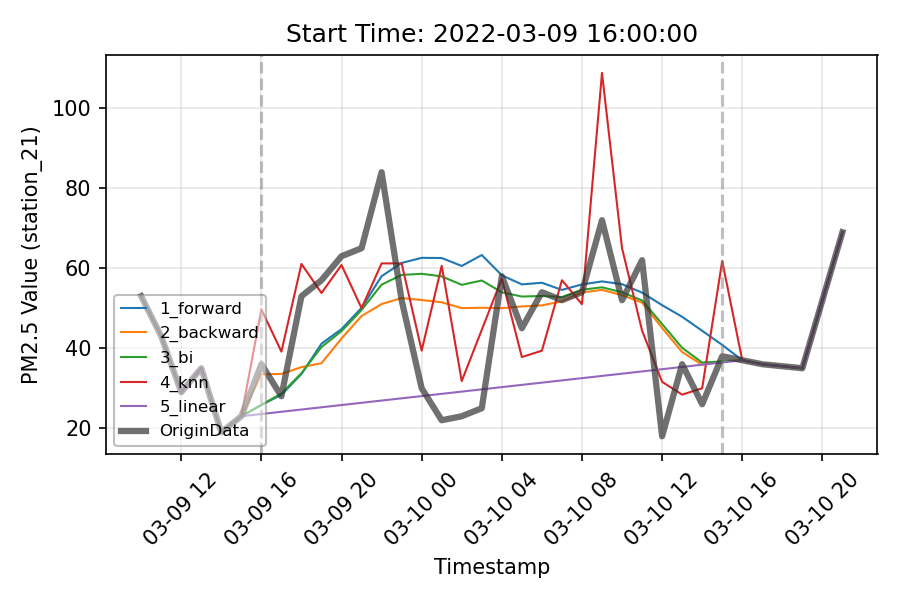 Start Time: 2022-03-09 16:00:00
PM2.5 Value (station_21)
100
80
60
40
20
1_forward
2_backward
3_bi
4_knn
5_linear
OriginData
03-09 12
03-09 16
03-09 20
03-10 00
03-10 04
03-10 08
03-10 12
03-10 16
03-10 20
Timestamp